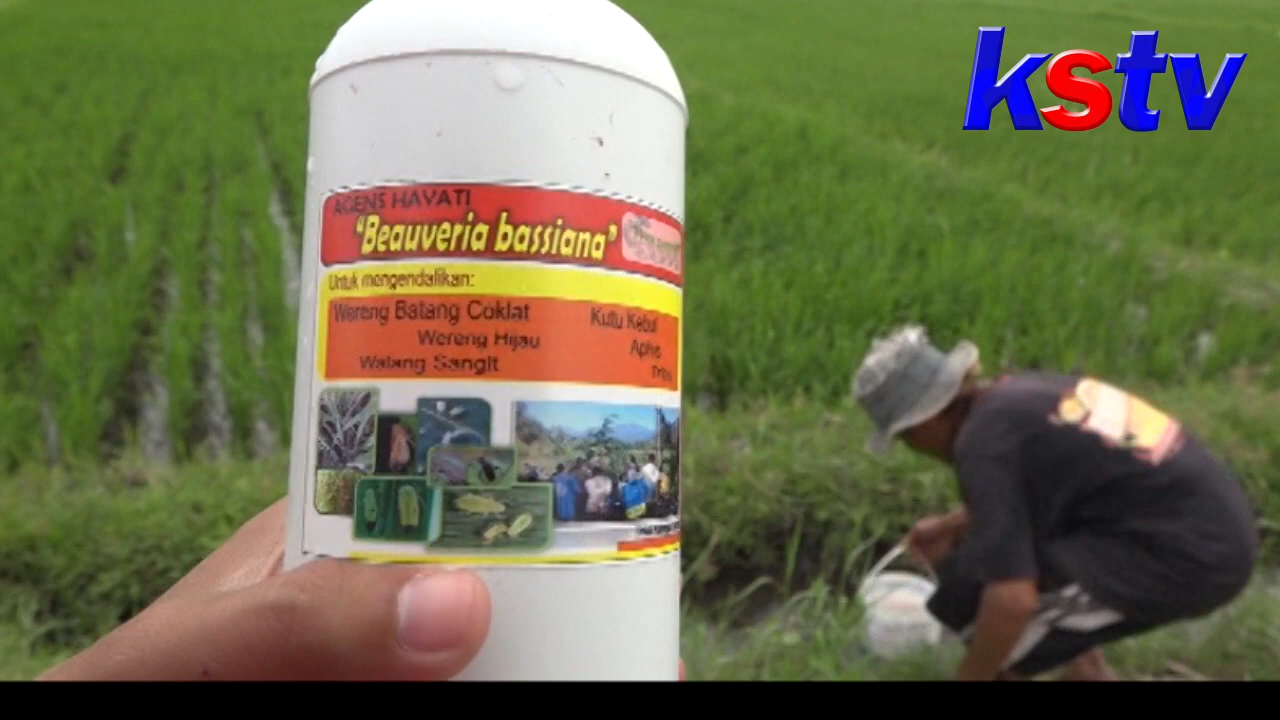 kstv
AGENS HAYATI
"Beauveria bassiana"
Untuk mengendalikan:
Wereng Batang Coklat
Wereng Hijau
Walang Sangit
Kutu Kebul
Aphis